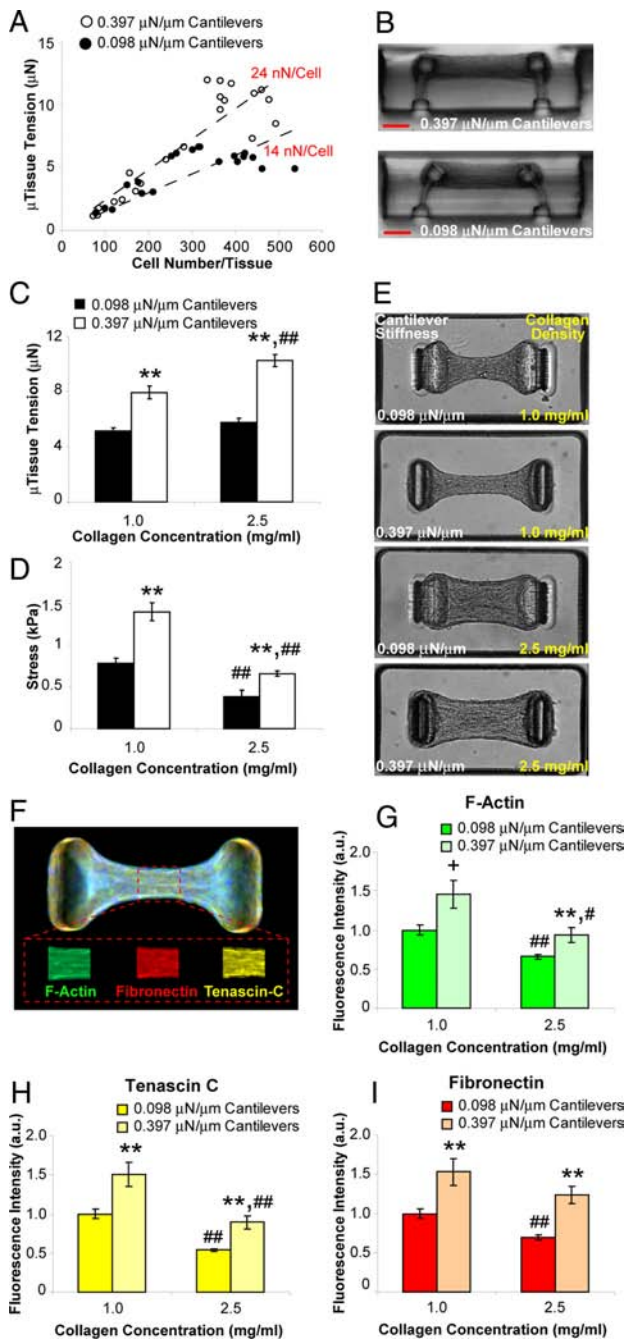 A
0.397 µN/µm Cantilevers
0.098 µN/µm Cantilevers
µTissue Tension (µN)
15
10
5
0
24 nN/Cell
14 nN/Cell
0 100 200 300 400 500 600
Cell Number/Tissue
B
0.397 µN/µm Cantilevers
0.098 µN/µm Cantilevers
C
0.098 µN/µm Cantilevers
0.397 µN/µm Cantilevers
µTissue Tension (µN)
12
8
4
0
**
**,##
1.0 2.5
Collagen Concentration (mg/ml)
D
Stress (kPa)
2
1.5
1
0.5
0
**
##
**,##
1.0 2.5
Collagen Concentration (mg/ml)
E
Cantilever Stiffness
Collagen Density
0.098 µN/µm 1.0 mg/ml
0.397 µN/µm 1.0 mg/ml
0.098 µN/µm 2.5 mg/ml
0.397 µN/µm 2.5 mg/ml
F
F-Actin Fibronectin Tenascin-C
G
F-Actin
0.098 µN/µm Cantilevers
0.397 µN/µm Cantilevers
Fluorescence Intensity (a.u.)
2.0
1.5
1.0
0.5
0.0
+
##
**,#
1.0 2.5
Collagen Concentration (mg/ml)
H
Tenascin C
0.098 µN/µm Cantilevers
0.397 µN/µm Cantilevers
Fluorescence Intensity (a.u.)
2.0
1.5
1.0
0.5
0
**
##
**,##
1.0 2.5
Collagen Concentration (mg/ml)
I
Fibronectin
0.098 µN/µm Cantilevers
0.397 µN/µm Cantilevers
Fluorescence Intensity (a.u.)
2.0
1.5
1.0
0.5
0
**
##
**
1.0 2.5
Collagen Concentration (mg/ml)